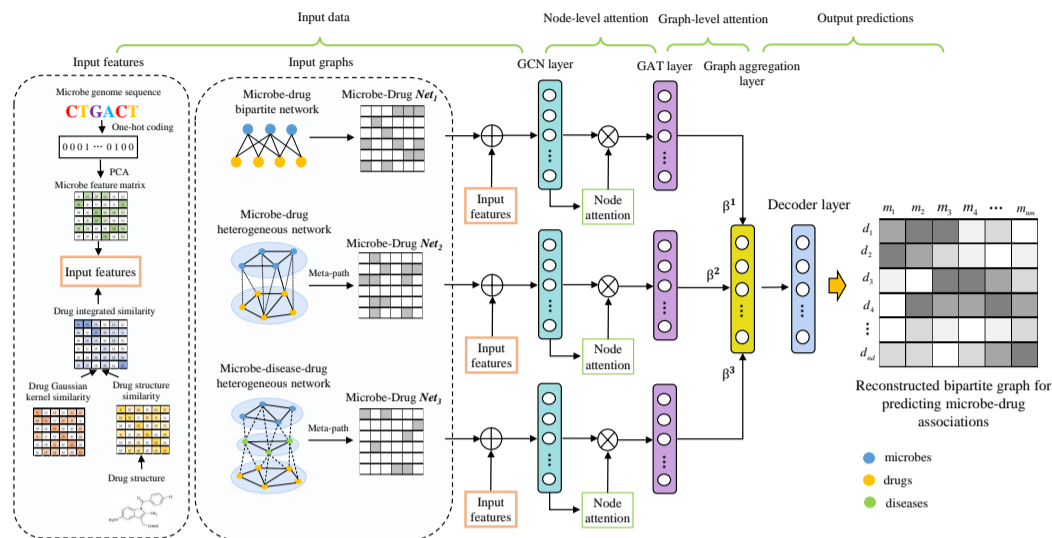 Input data
Node-level attention
Graph-level attention
Output predictions
Input features
Microbe genome sequence
CTGACT
One-hot coding
0 0 0 1 ⋯ 0 1 0 0
PCA
Microbe feature matrix
Input features
Drug integrated similarity
Drug Gaussian
kernel similarity
Drug structure
similarity
Drug structure
Input graphs
Microbe-drug
bipartite network
Microbe-Drug Net1
Microbe-drug
heterogeneous network
Meta-path
Microbe-Drug Net2
Microbe-disease-drug
heterogeneous network
Meta-path
Microbe-Drug Net3
GCN layer
GAT layer
Graph aggregation
layer
Input
features
Node
attention
β1
Input
features
Node
attention
β2
Input
features
Node
attention
β3
Decoder layer
m1 m2 m3 m4 ⋯ mnm
d1
d2
d3
d4
⋮
dnd
Reconstructed bipartite graph for
predicting microbe-drug
associations
microbes
drugs
diseases